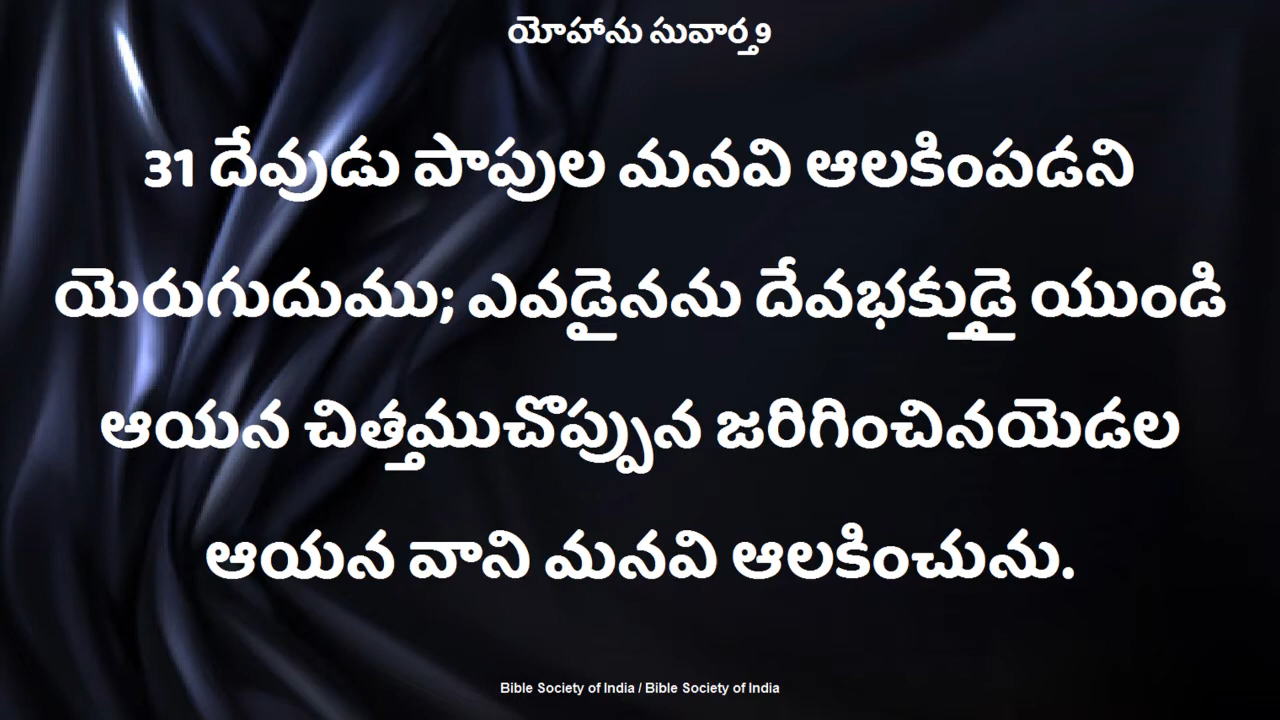 యోహాను సువార్త 9
31 దేవుడు పాపుల మనవి ఆలకింపడని
యెరుగుదుము; ఎవడైనను దేవభక్తుడై యుండి
ఆయన చిత్తముచొప్పున జరిగించినయెడల
ఆయన వాని మనవి ఆలకించును.
Bible Society of India / Bible Society of India